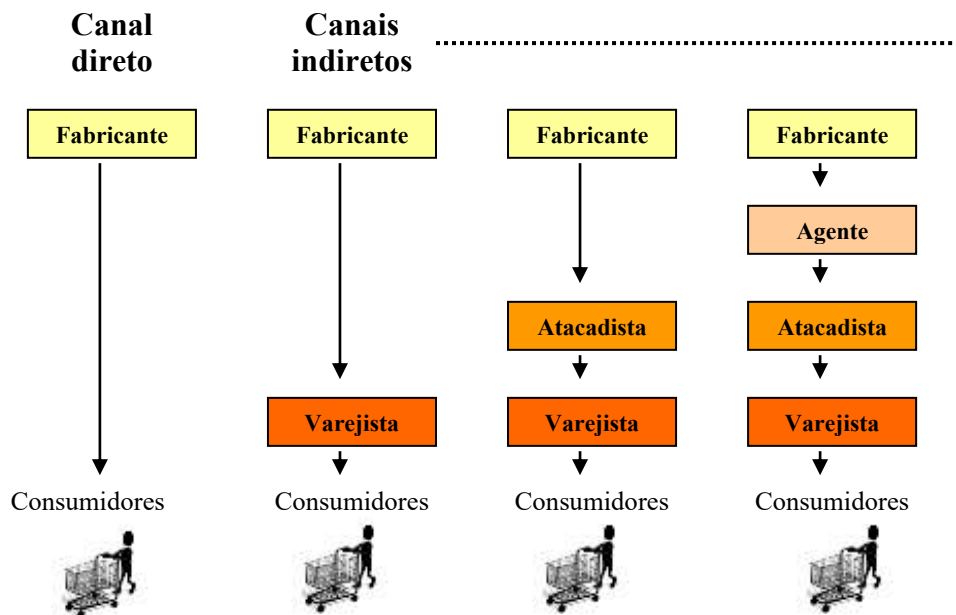 Canal
direto
Canais
indiretos
Fabricante
Fabricante
Fabricante
Fabricante
Agente
Atacadista
Atacadista
Varejista
Varejista
Varejista
Consumidores
Consumidores
Consumidores
Consumidores